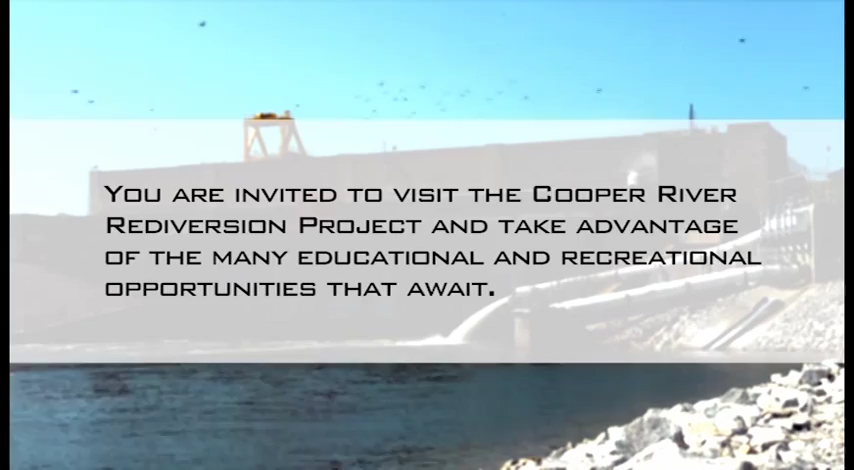 You are invited to visit the Cooper River
Rediversion Project and take advantage
of the many educational and recreational
opportunities that await.